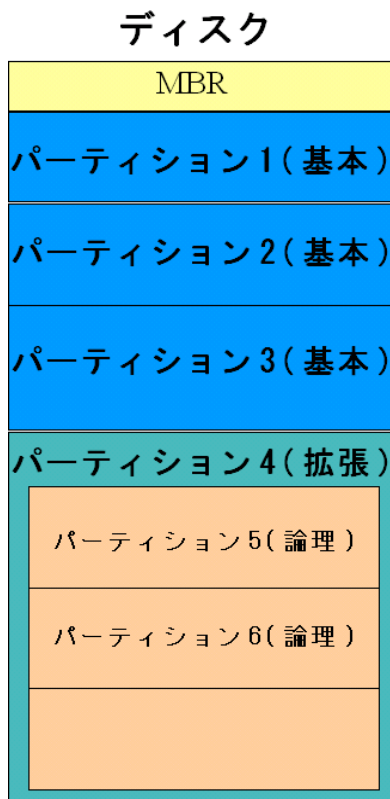 ディスク
MBR
パーティション1(基本)
パーティション2(基本)
パーティション3(基本)
パーティション4(拡張)
パーティション5(論理)
パーティション6(論理)